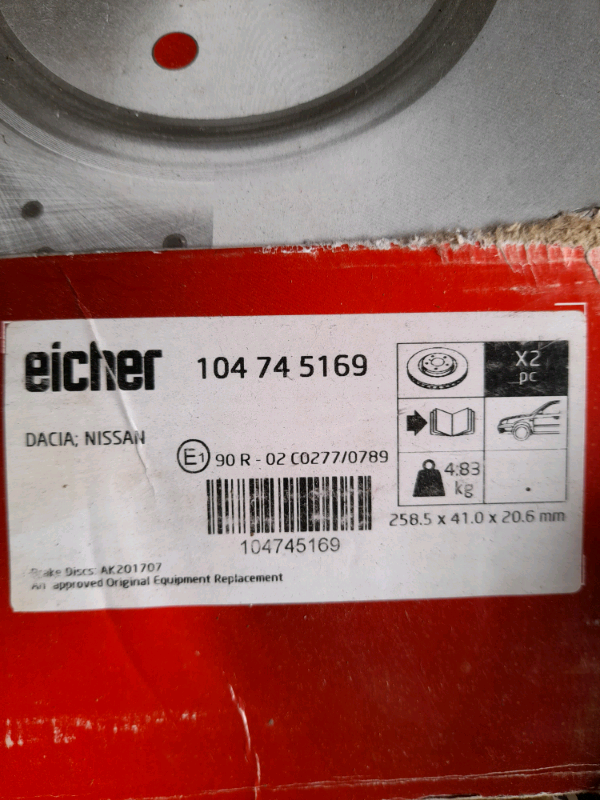 eicher 104 74 5169
X2
pc
DACIA; NISSAN
E1 90 R - 02 C0277/0789
4.83
kg
258.5 x 41.0 x 20.6 mm
104745169
Brake Discs: AK201707
An approved Original Equipment Replacement